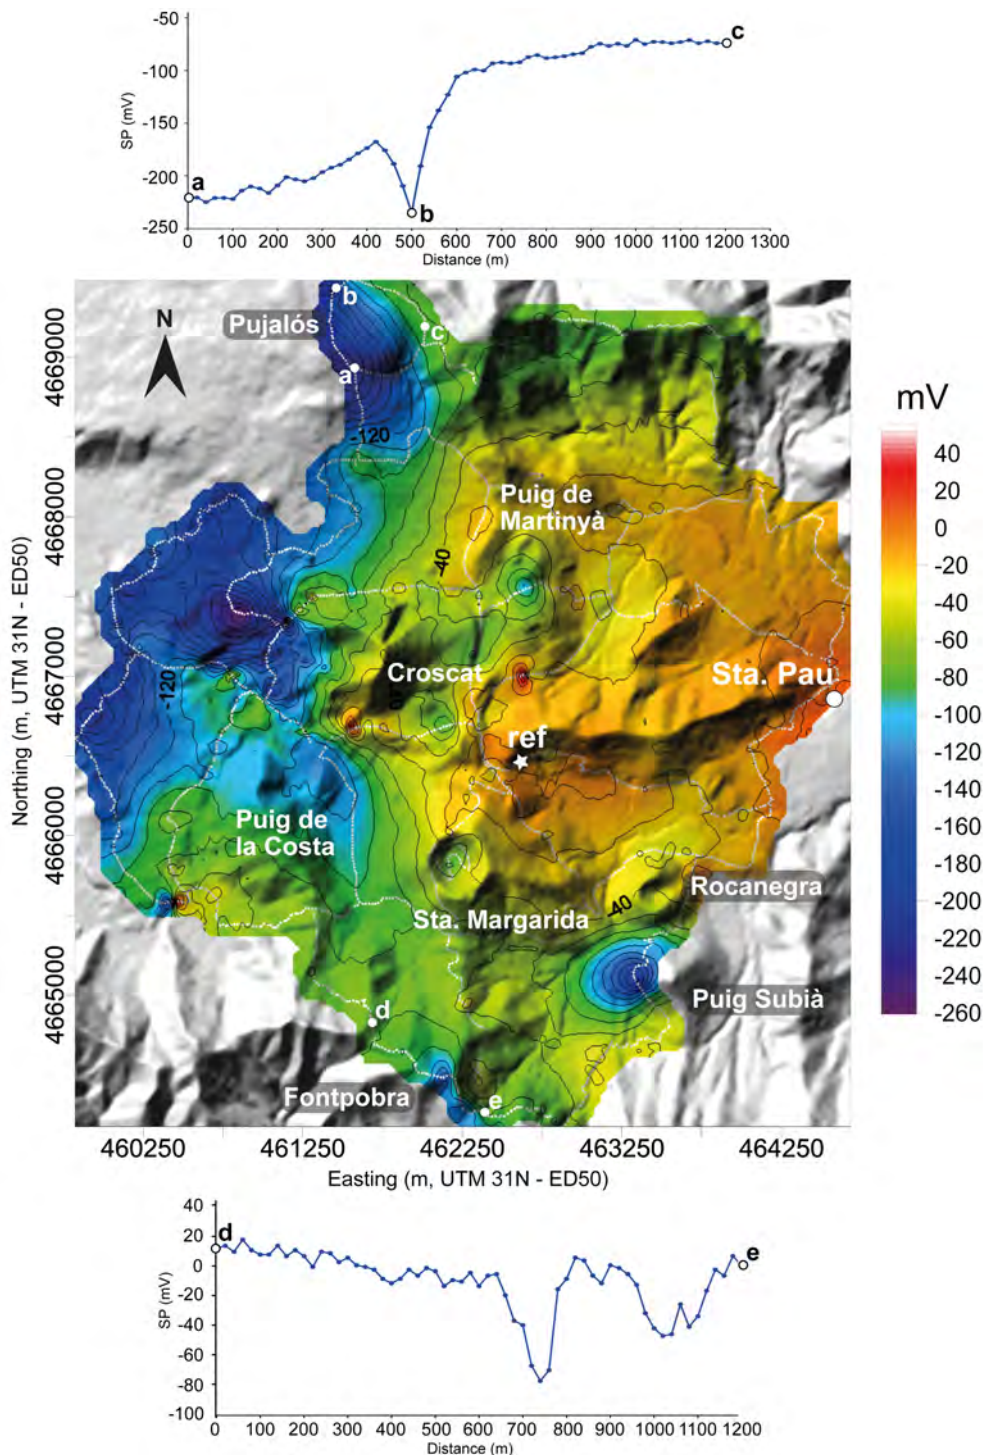 -50
-100
-150
-200
-250
SP (mV)
a
b
c
0 100 200 300 400 500 600 700 800 900 1000 1100 1200 1300
Distance (m)
N
Pujalós
b
c
a
-120
Puig de
Martinyà
-40
Croscat
-120
Sta. Pau
ref
Puig de
la Costa
Rocanegra
-40
Sta. Margarida
Puig Subià
d
Fontpobra
e
4669000
4668000
4667000
4666000
4665000
Northing (m, UTM 31N - ED50)
460250 461250 462250 463250 464250
Easting (m, UTM 31N - ED50)
mV
40
20
0
-20
-40
-60
-80
-100
-120
-140
-160
-180
-200
-220
-240
-260
40
20
0
-20
-40
-60
-80
-100
SP (mV)
d
e
0 100 200 300 400 500 600 700 800 900 1000 1100 1200
Distance (m)